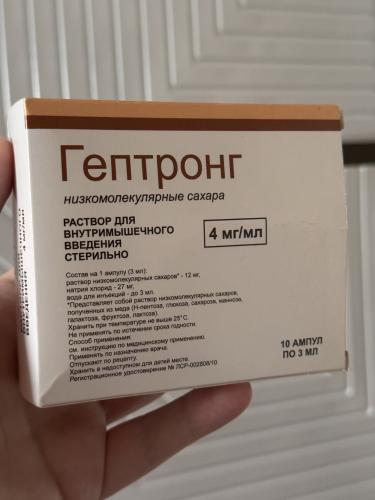 Гептронг
низкомолекулярные сахара
РАСТВОР ДЛЯ
ВНУТРИМЫШЕЧНОГО
ВВЕДЕНИЯ
СТЕРИЛЬНО
4 мг/мл
Состав на 1 ампулу (3 мл):
раствор низкомолекулярных сахаров* - 12 мг,
натрия хлорид - 27 мг,
вода для инъекций - до 3 мл.
*Представляет собой раствор низкомолекулярных сахаров,
полученных из меда (Н-пентоза, глюкоза, сахароза, манноза,
галактоза, фруктоза, лактоза).
Хранить при температуре не выше 25°С.
Не применять по истечении срока годности.
Способ применения:
см. инструкцию по медицинскому применению.
Применять по назначению врача.
Отпускают по рецепту.
Хранить в недоступном для детей месте.
Регистрационное удостоверение № ЛСР-002808/10
10 АМПУЛ
ПО 3 МЛ